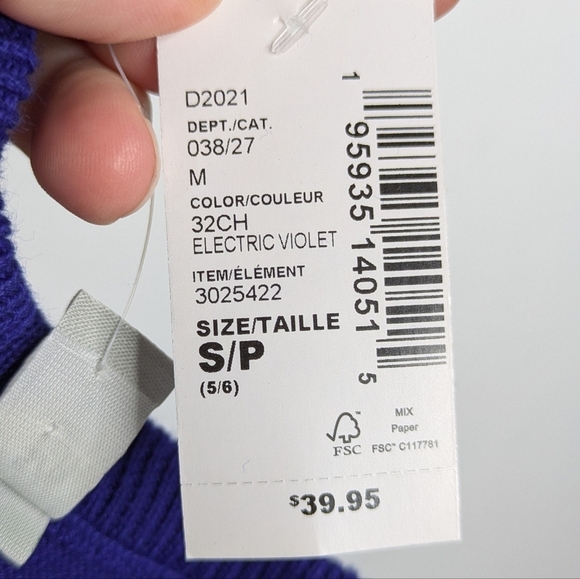 D2021
DEPT./CAT.
038/27
M
COLOR/COULEUR
32CH
ELECTRIC VIOLET
ITEM/ÉLÉMENT
3025422
SIZE/TAILLE
S/P
(5/6)
1 95935 14051 5
FSC
MIX
Paper
FSC™ C117781
$39.95